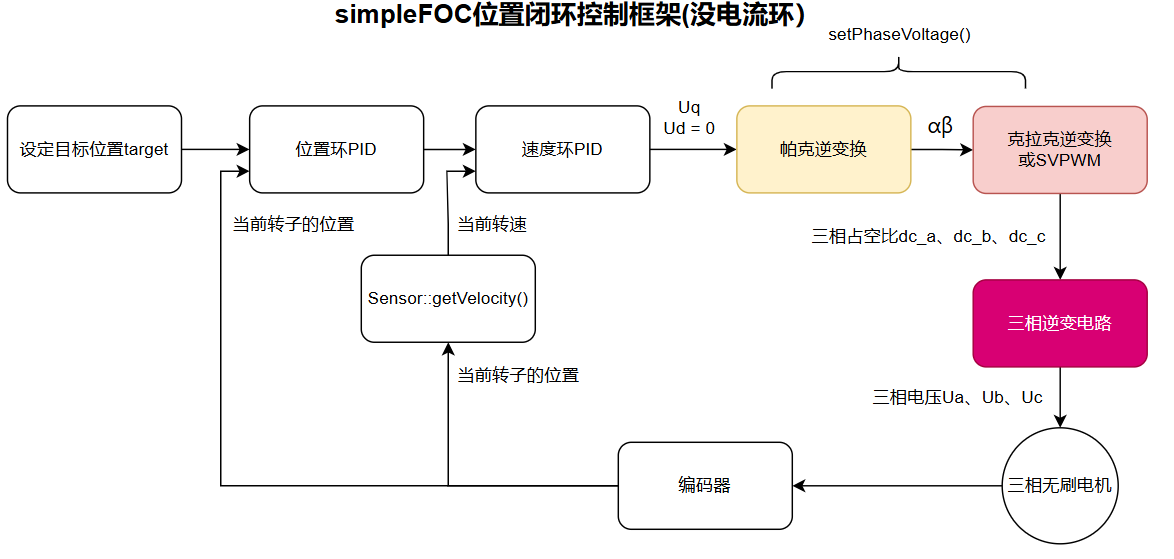 simpleFOC位置闭环控制框架(没电流环）
setPhaseVoltage()
设定目标位置target
位置环PID
速度环PID
Uq
Ud = 0
帕克逆变换
αβ
克拉克逆变换
或SVPWM
当前转子的位置
当前转速
三相占空比dc_a、dc_b、dc_c
Sensor::getVelocity()
三相逆变电路
当前转子的位置
三相电压Ua、Ub、Uc
编码器
三相无刷电机